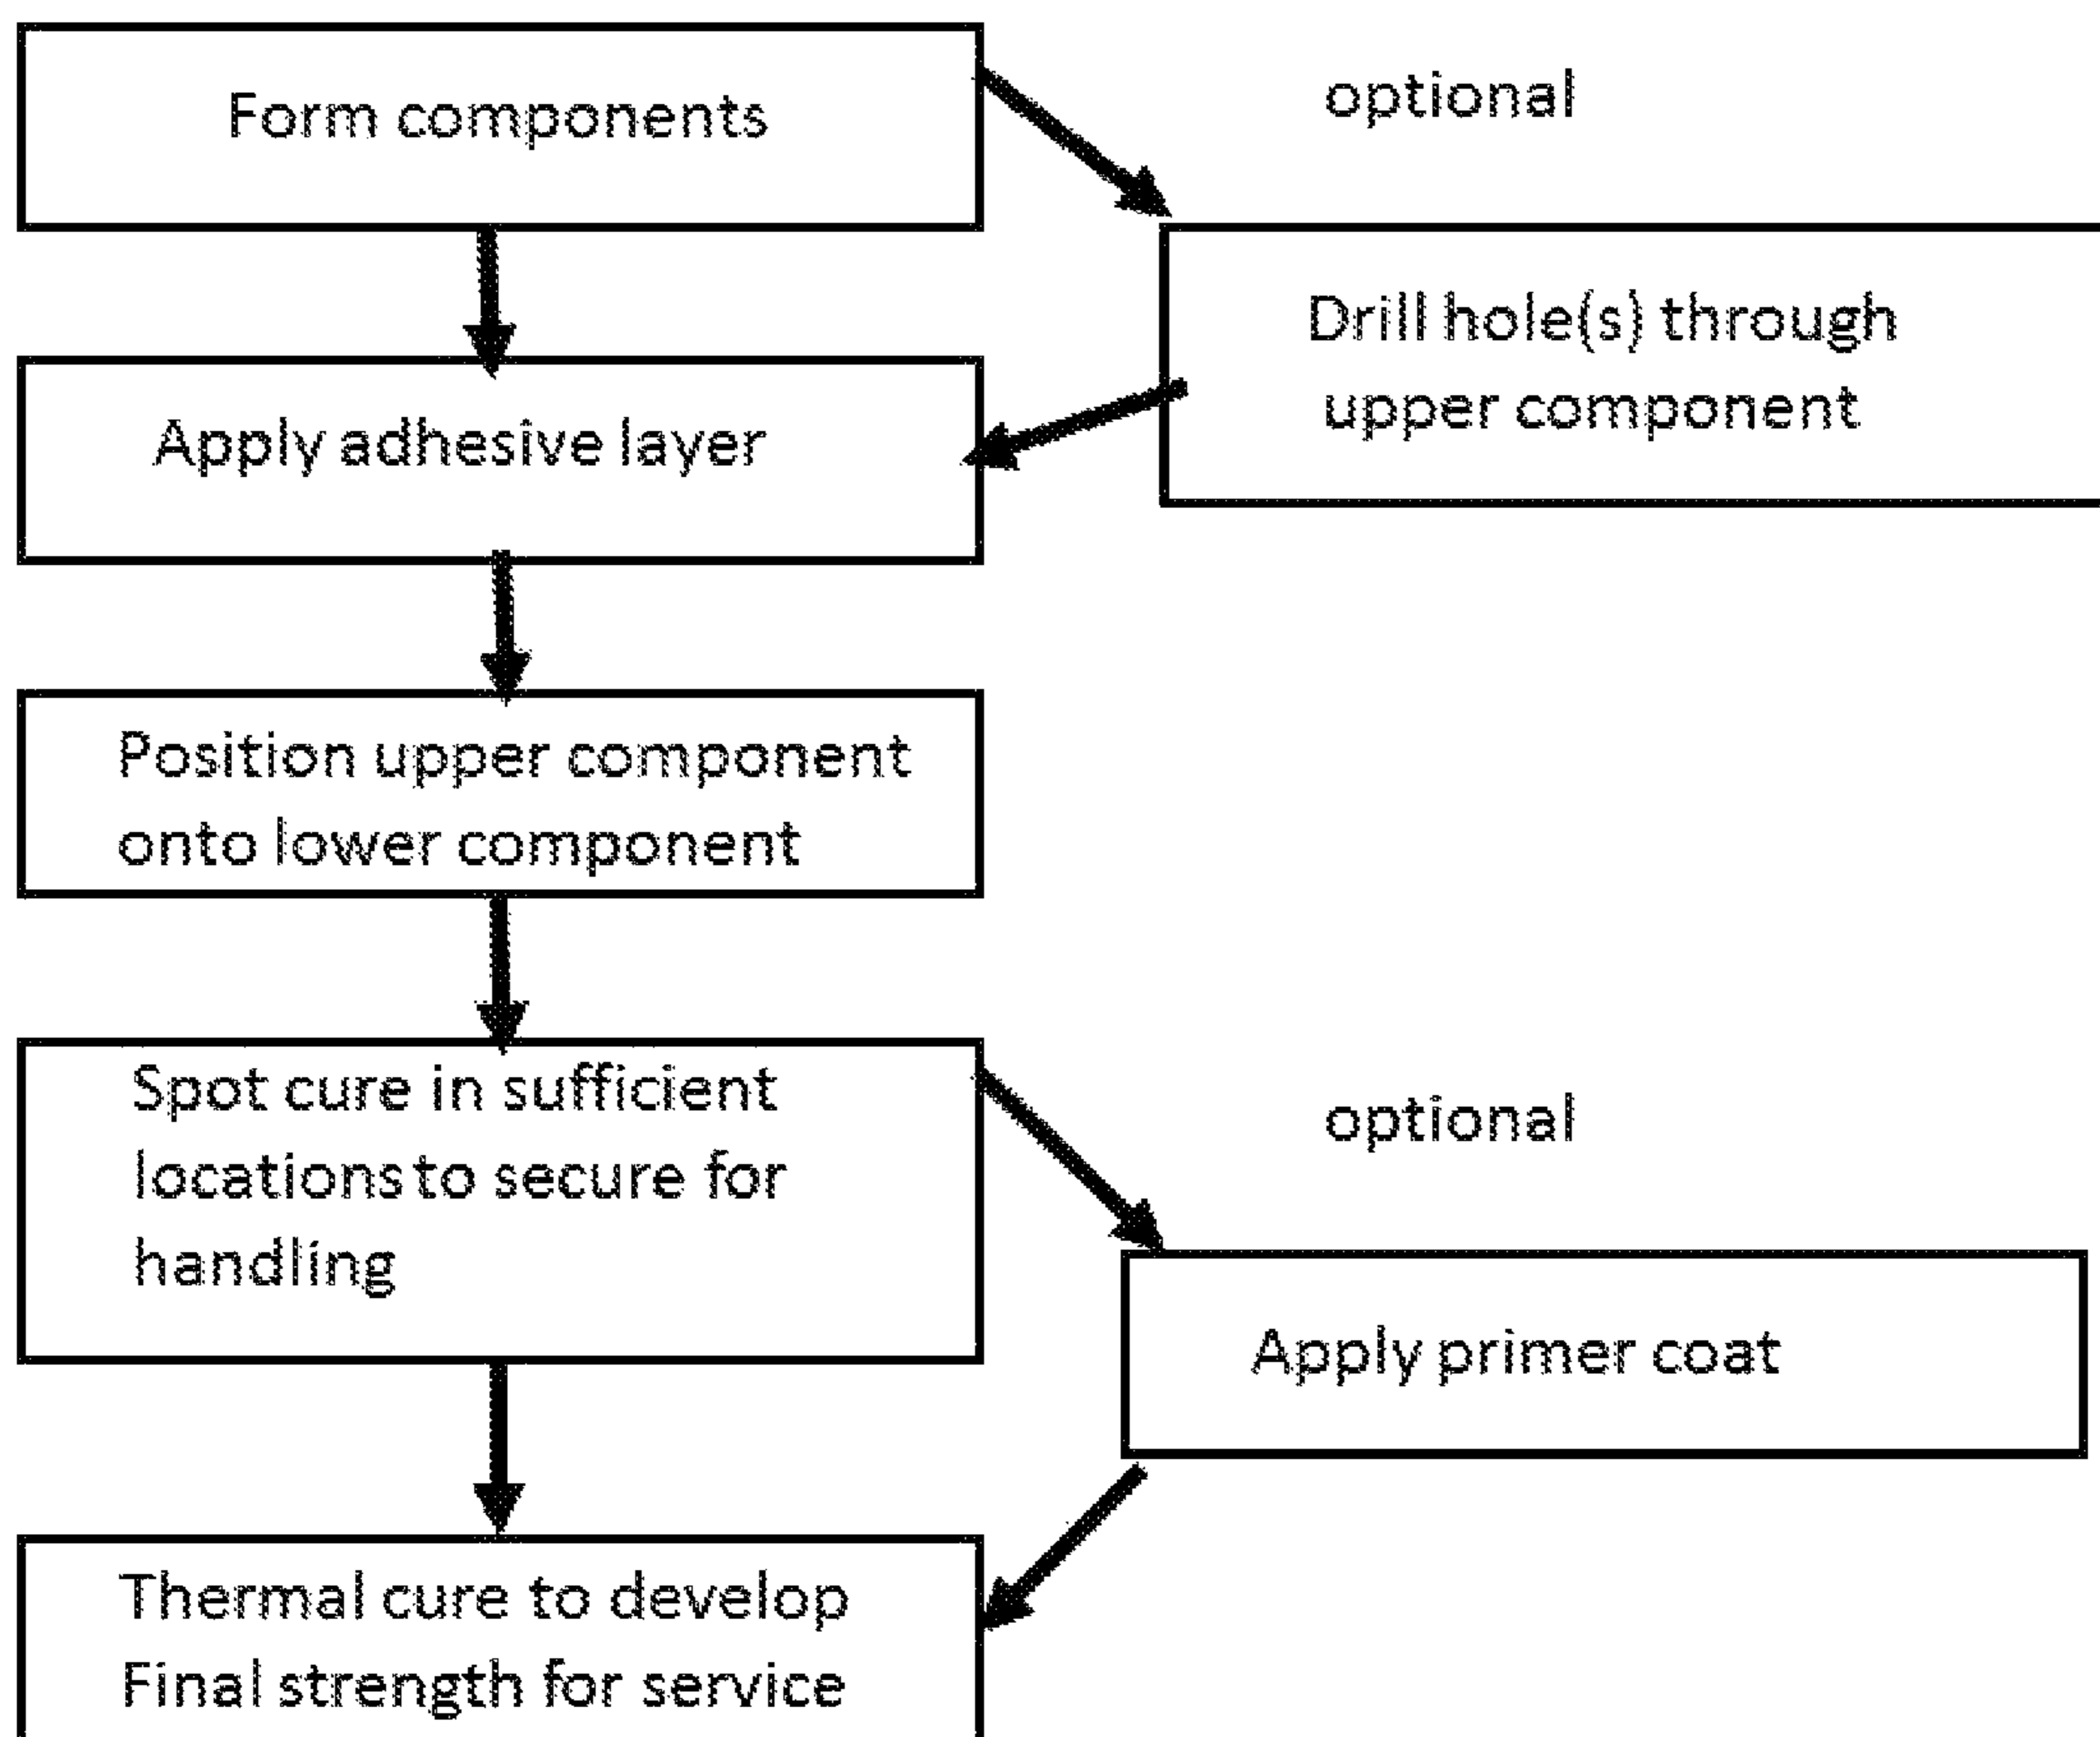 Form components
optional
Drill hole(s) through
upper component
Apply adhesive layer
Position upper component
onto lower component
Spot cure in sufficient
locations to secure for
handling
optional
Apply primer coat
Thermal cure to develop
Final strength for service